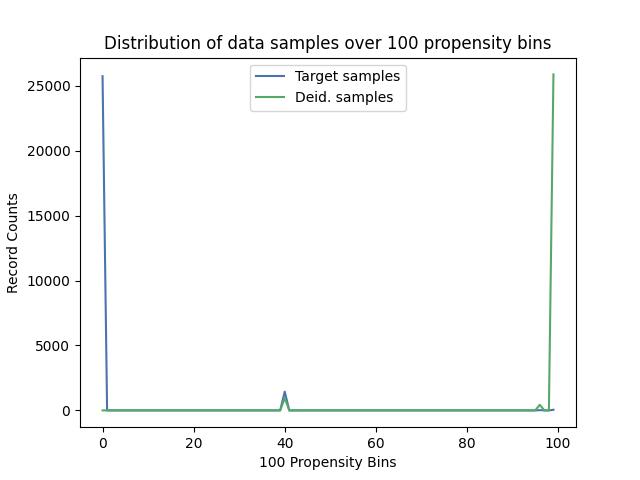 Distribution of data samples over 100 propensity bins
Target samples
Deid. samples
25000
20000
15000
10000
5000
0
Record Counts
0 20 40 60 80 100
100 Propensity Bins